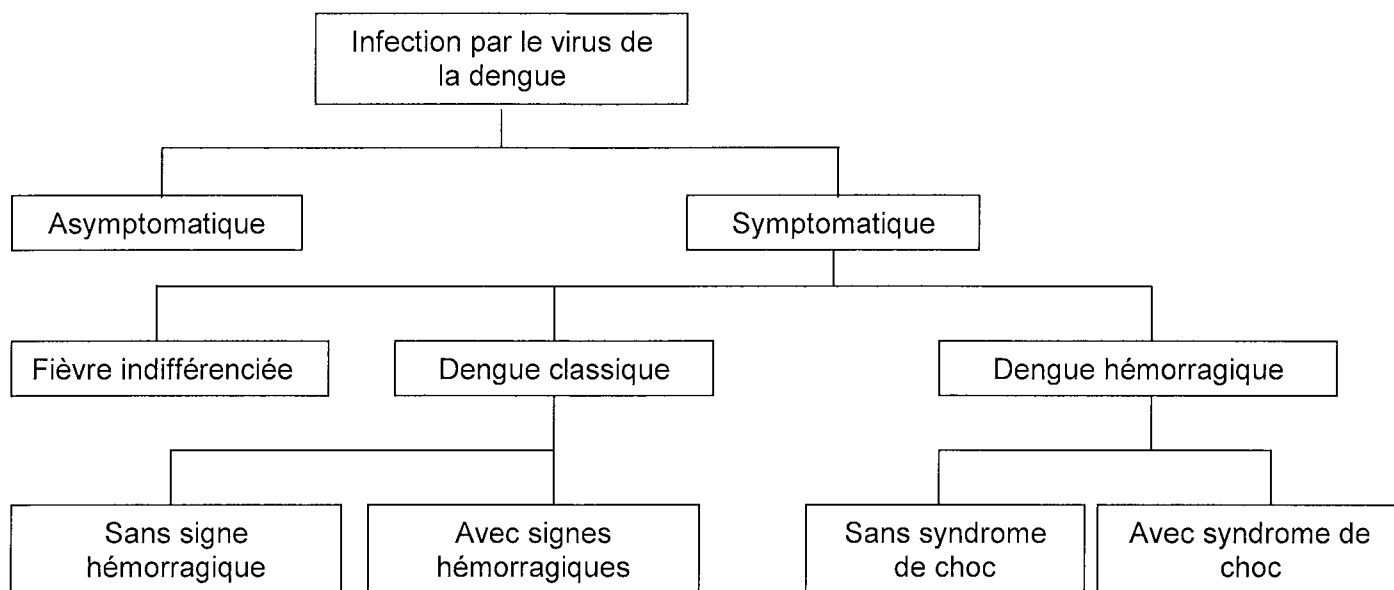 Infection par le virus de
la dengue
Asymptomatique
Symptomatique
Fièvre indifférenciée
Dengue classique
Dengue hémorragique
Sans signe
hémorragique
Avec signes
hémorragiques
Sans syndrome
de choc
Avec syndrome de
choc